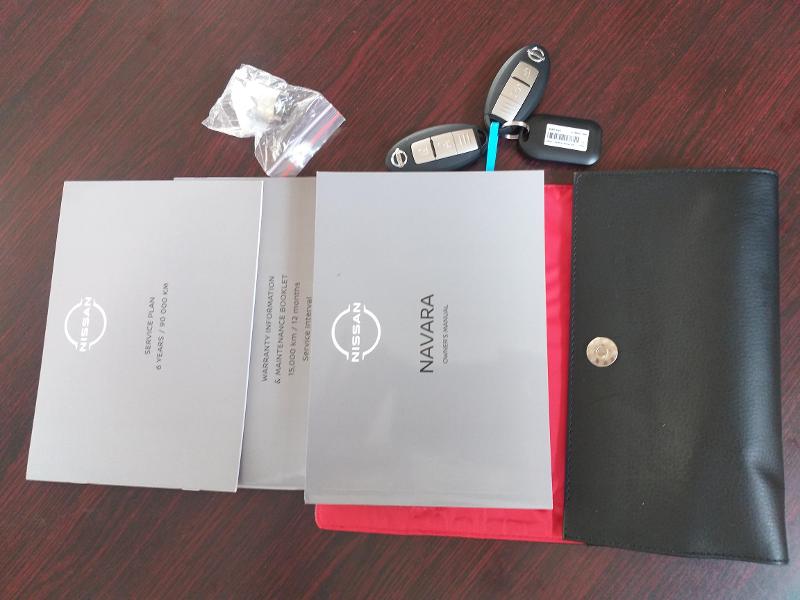 NISSAN
SERVICE PLAN
6 YEARS / 90 000 KM
WARRANTY INFORMATION
& MAINTENANCE BOOKLET
15,000 km / 12 months
Service Interval
NISSAN
NAVARA
OWNER'S MANUAL